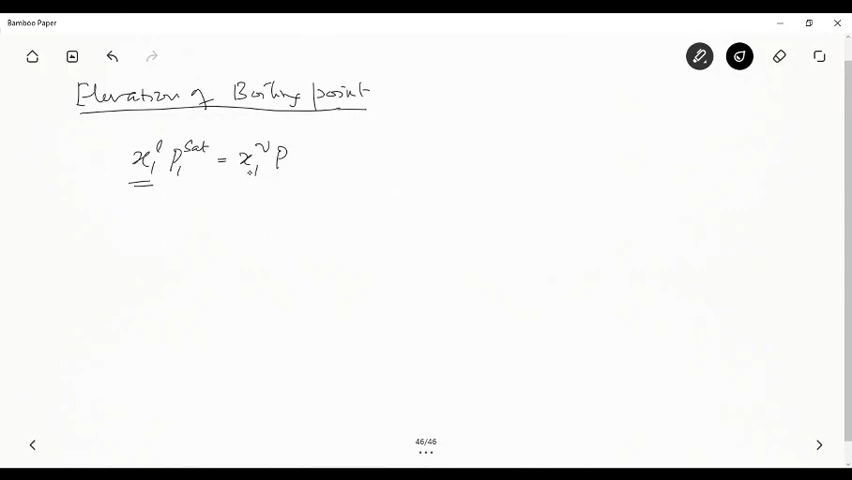 Bamboo Paper
Elevation of Boiling point
x₁ˡ P₁ˢᵃᵗ = x₁ᵛ P
46/46